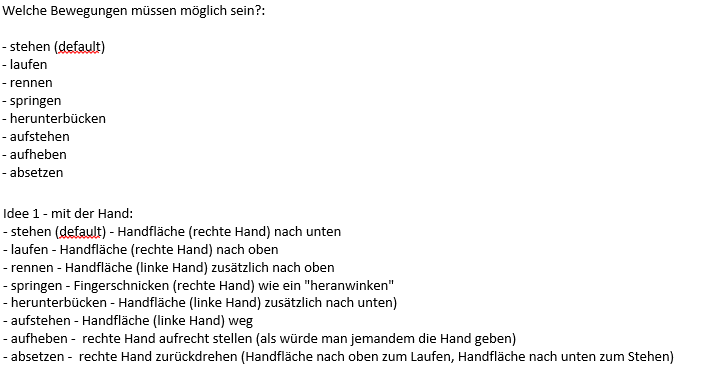 Welche Bewegungen müssen möglich sein?:
- stehen (default)
- laufen
- rennen
- springen
- herunterbücken
- aufstehen
- aufheben
- absetzen
Idee 1 - mit der Hand:
- stehen (default) - Handfläche (rechte Hand) nach unten
- laufen - Handfläche (rechte Hand) nach oben
- rennen - Handfläche (linke Hand) zusätzlich nach oben
- springen - Fingerschnicken (rechte Hand) wie ein "heranwinken"
- herunterbücken - Handfläche (linke Hand) zusätzlich nach unten)
- aufstehen - Handfläche (linke Hand) weg
- aufheben -  rechte Hand aufrecht stellen (als würde man jemandem die Hand geben)
- absetzen -  rechte Hand zurückdrehen (Handfläche nach oben zum Laufen, Handfläche nach unten zum Stehen)